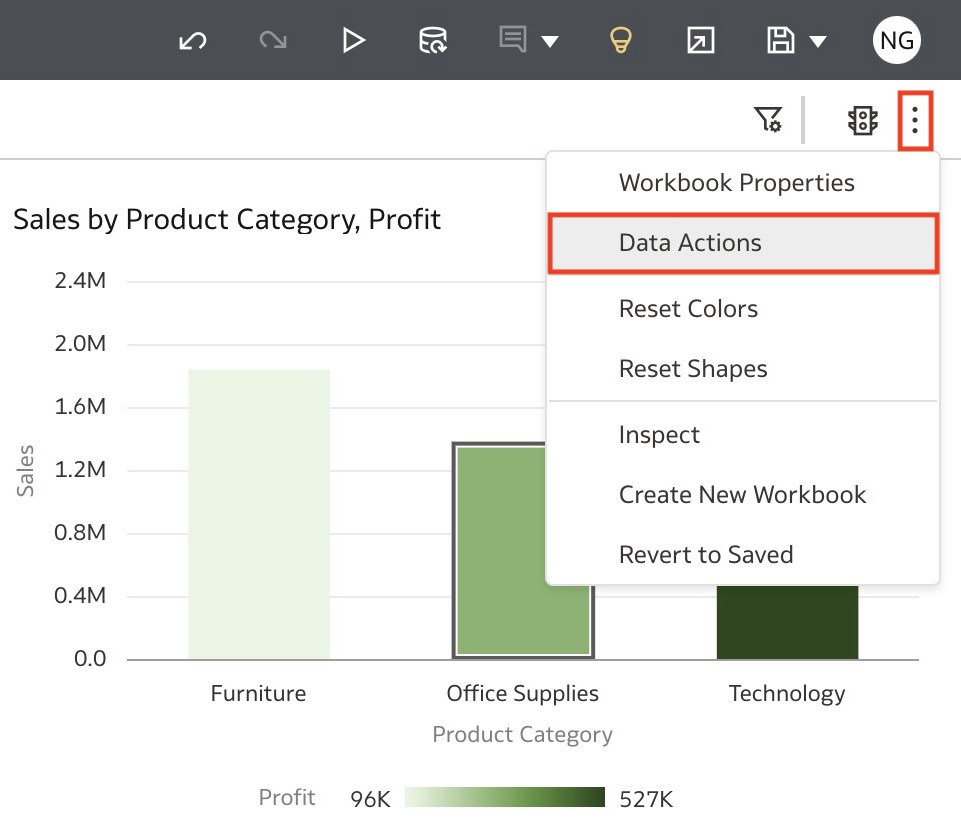 NG
Workbook Properties
Data Actions
Reset Colors
Reset Shapes
Inspect
Create New Workbook
Revert to Saved
Sales by Product Category, Profit
2.4M
2.0M
1.6M
1.2M
0.8M
0.4M
0.0
Sales
Furniture
Office Supplies
Technology
Product Category
Profit 96K 527K